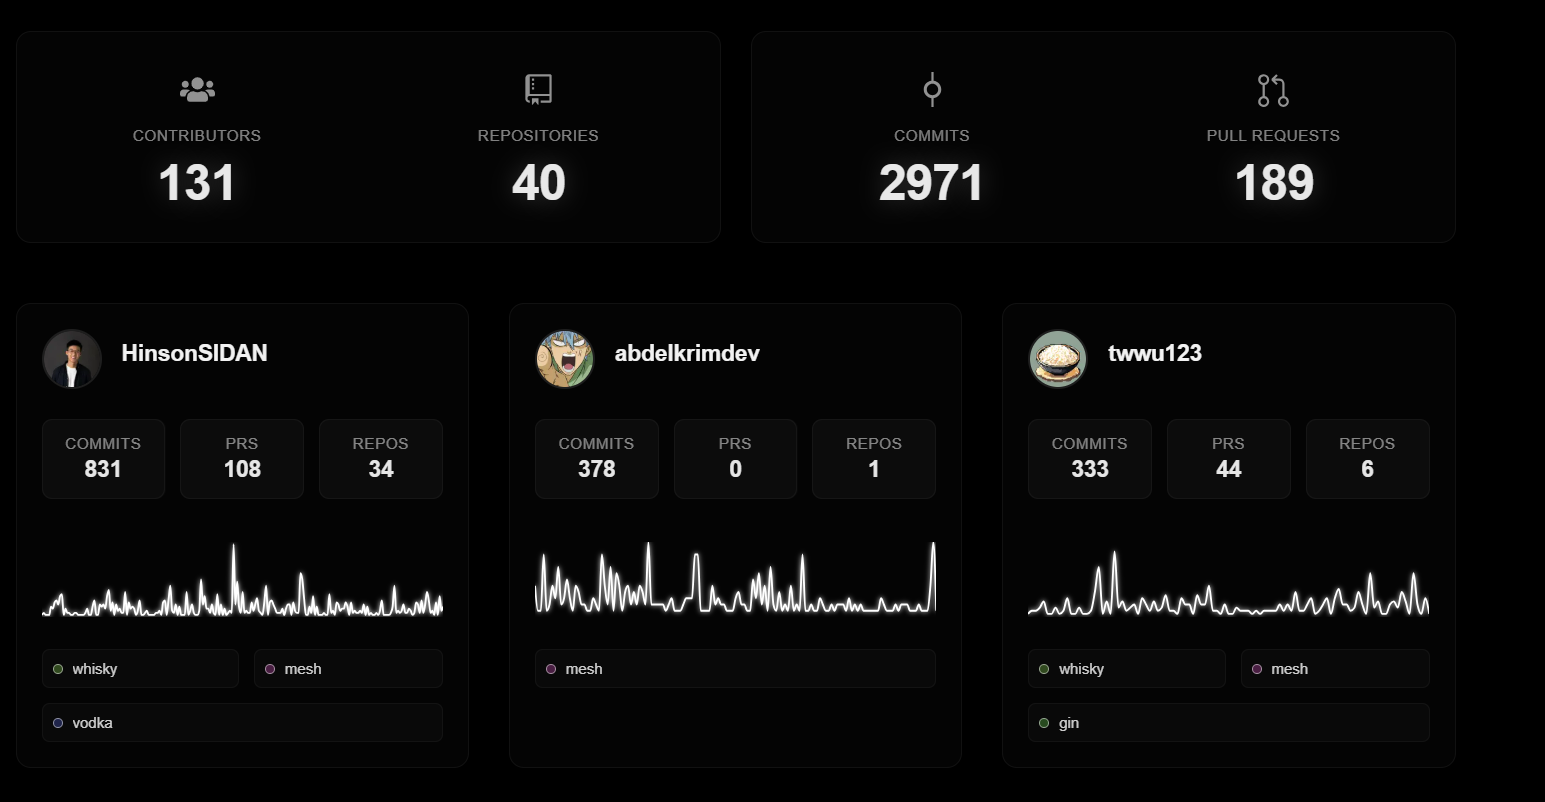 CONTRIBUTORS
131
REPOSITORIES
40
COMMITS
2971
PULL REQUESTS
189
HinsonSIDAN
COMMITS
831
PRS
108
REPOS
34
whisky
mesh
vodka
abdelkrimdev
COMMITS
378
PRS
0
REPOS
1
mesh
twwu123
COMMITS
333
PRS
44
REPOS
6
whisky
mesh
gin